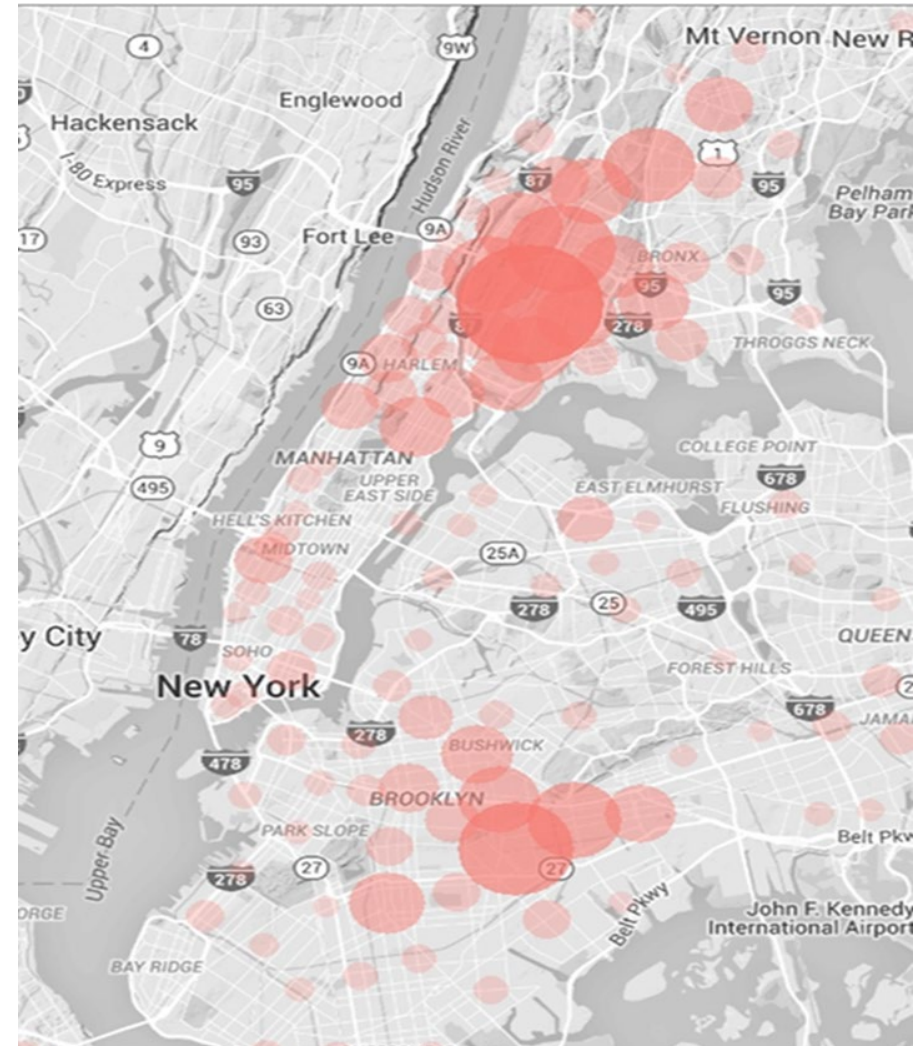 Mt Vernon New R
4
9W
Englewood
Hackensack
1
I-80 Express
95
87
95
Hudson River
Pelham
Bay Park
17
93
Fort Lee
9A
BRONX
95
95
63
278
THROGGS NECK
9A
HARLEM
9
COLLEGE POINT
MANHATTAN
678
495
UPPER
EAST SIDE
EAST ELMHURST
FLUSHING
HELL'S KITCHEN
MIDTOWN
25A
278
25
495
y City
78
QUEEN
SOHO
FOREST HILLS
New York
2
678
JAMA
278
BUSHWICK
478
BROOKLYN
PARK SLOPE
Belt Pkw
Upper Bay
27
27
278
Belt Pkwy
ORGE
John F. Kennedy
International Airport
BAY RIDGE